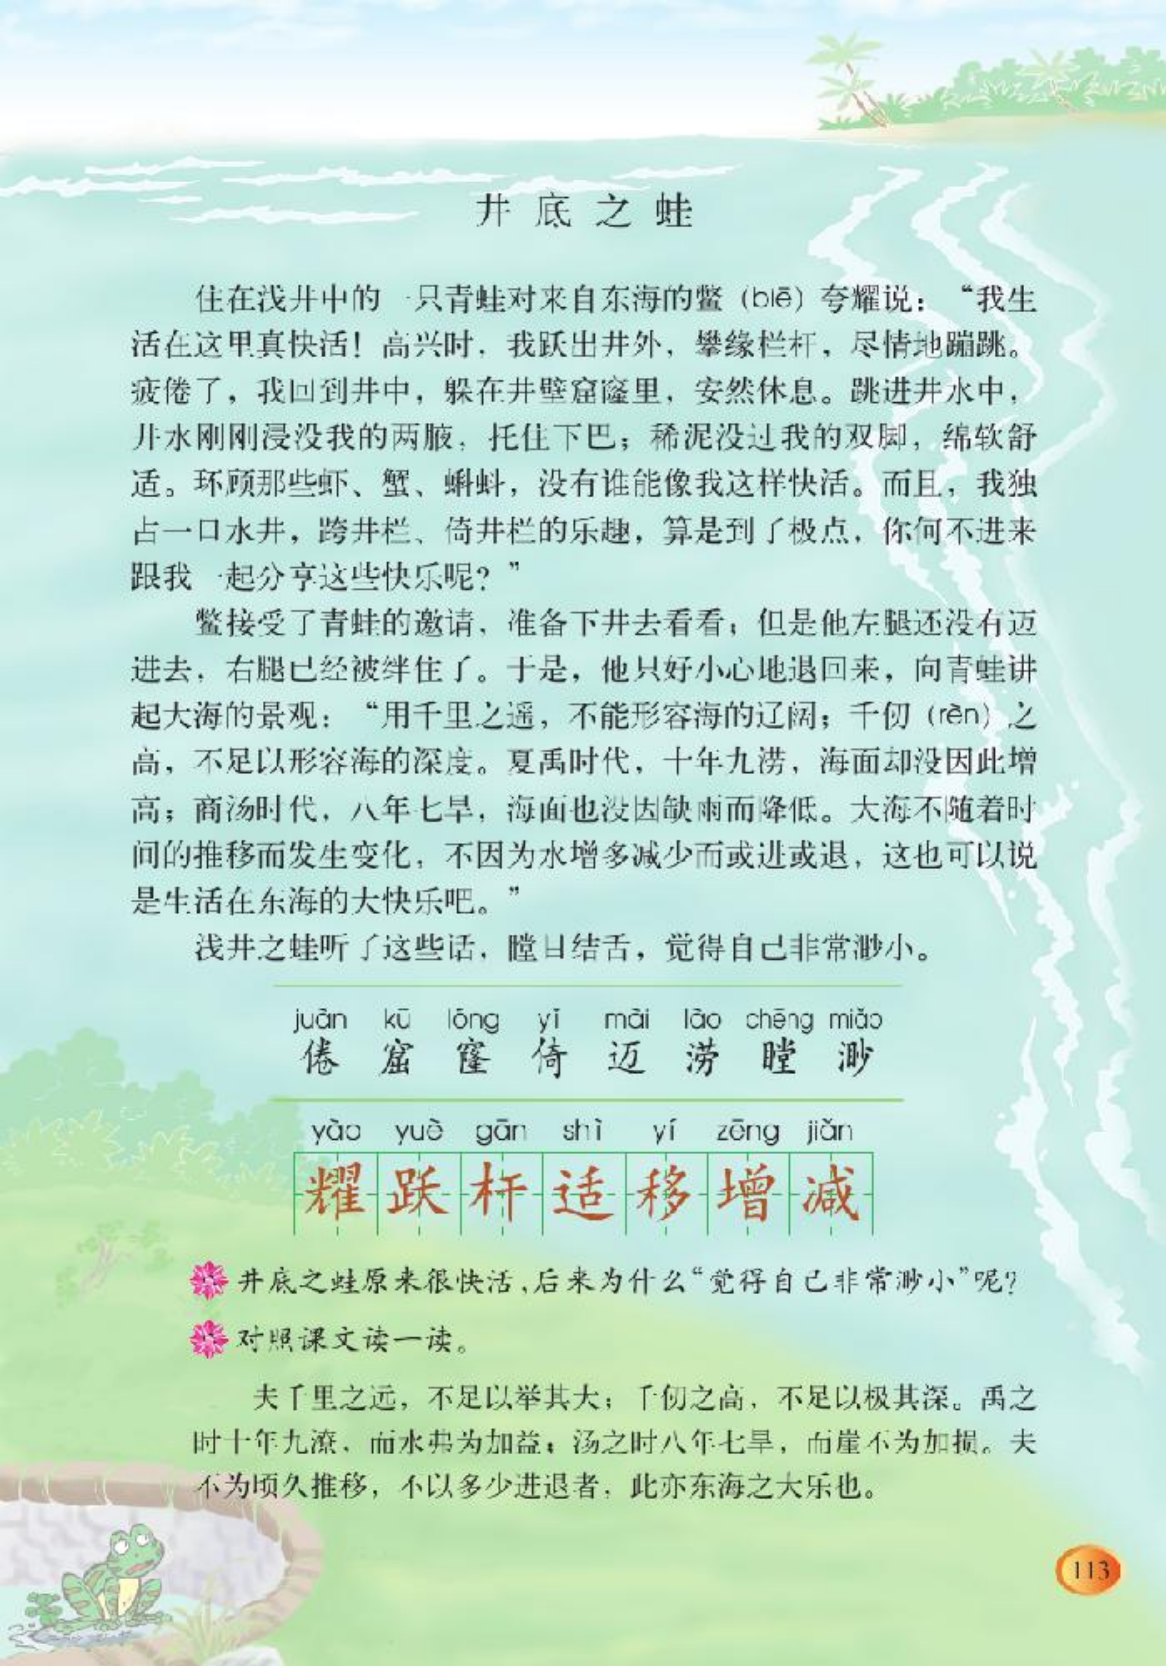 井底之蛙
住在浅井中的一只青蛙对来自东海的鳖（biē）夸耀说：“我生
活在这里真快活！高兴时，我跃出井外，攀缘栏杆，尽情地蹦跳。
疲倦了，我回到井中，躲在井壁窟窿里，安然休息。跳进井水中，
井水刚刚浸没我的两腋，托住下巴；稀泥没过我的双脚，绵软舒
适。环顾那些虾、蟹、蝌蚪，没有谁能像我这样快活。而且，我独
占一口水井，跨井栏、倚井栏的乐趣，算是到了极点，你何不进来
跟我一起分享这些快乐呢？”
鳖接受了青蛙的邀请，准备下井去看看；但是他左腿还没有迈
进去，右腿已经被绊住了。于是，他只好小心地退回来，向青蛙讲
起大海的景观：“用千里之遥，不能形容海的辽阔；千仞（rèn）之
高，不足以形容海的深度。夏禹时代，十年九涝，海面却没因此增
高；商汤时代，八年七旱，海面也没因缺雨而降低。大海不随着时
间的推移而发生变化，不因为水增多减少而或进或退，这也可以说
是生活在东海的大快乐吧。”
浅井之蛙听了这些话，瞠目结舌，觉得自己非常渺小。
juàn kū lóng yǐ mài lào chēng miǎo
倦 窟 窿 倚 迈 涝 瞠 渺
yào yuè gān shì yí zēng jiǎn
耀 跃 杆 适 移 增 减
井底之蛙原来很快活，后来为什么“觉得自己非常渺小”呢？
对照课文读一读。
夫千里之远，不足以举其大；千仞之高，不足以极其深。禹之
时十年九潦，而水弗为加益；汤之时八年七旱，而崖不为加损。夫
不为顷久推移，不以多少进退者，此亦东海之大乐也。
113